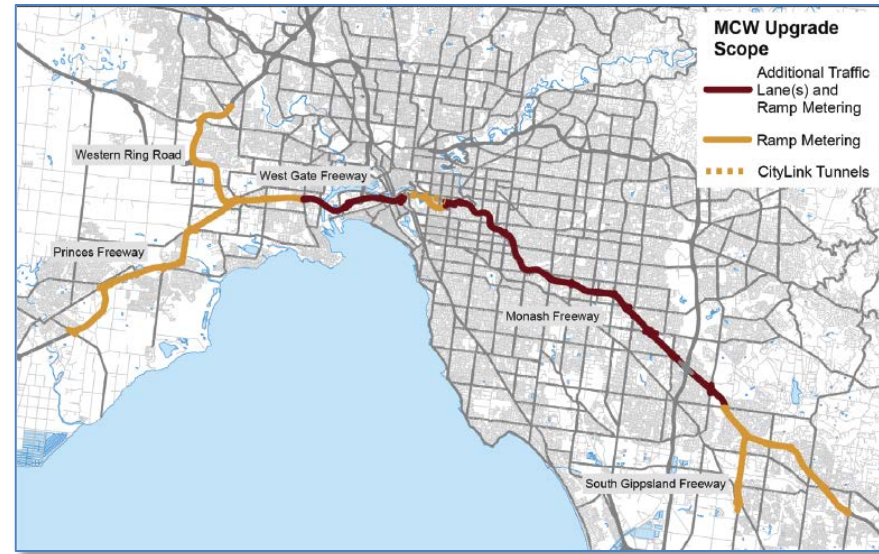 MCW Upgrade
Scope
Additional Traffic
Lane(s) and
Ramp Metering
Ramp Metering
CityLink Tunnels
Western Ring Road
West Gate Freeway
Princes Freeway
Monash Freeway
South Gippsland Freeway